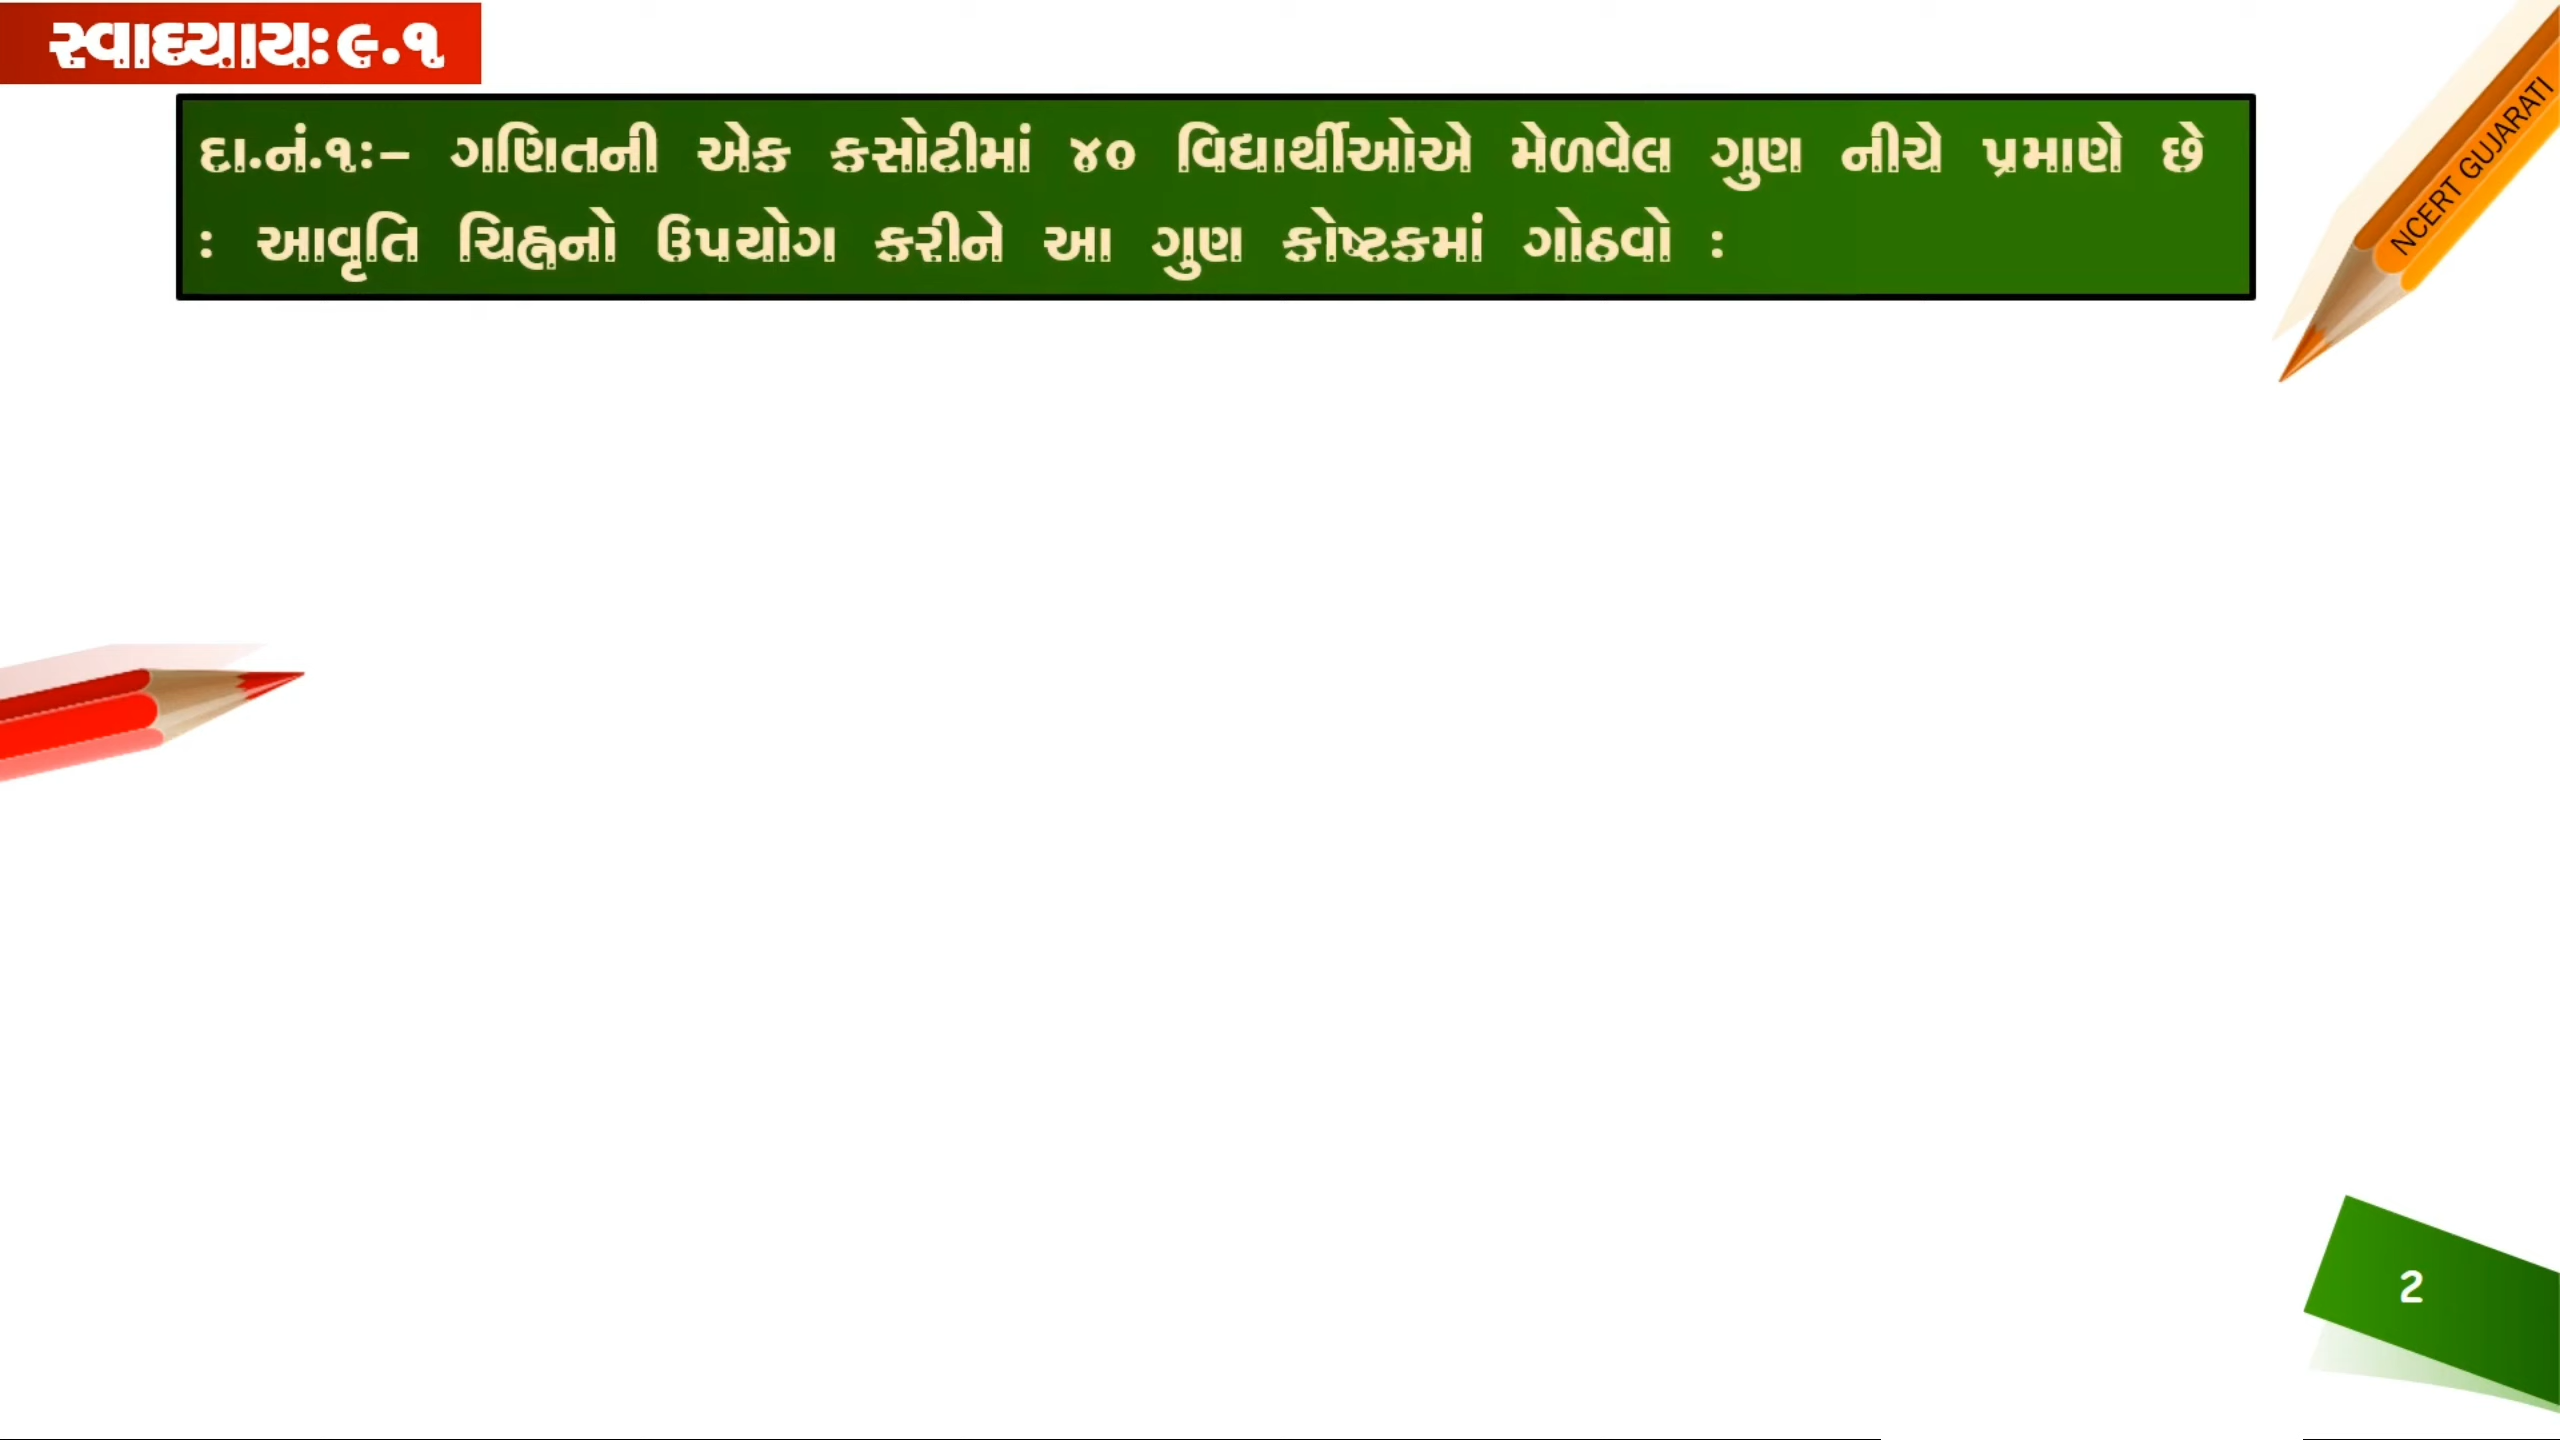 સ્વાધ્યાયઃ૯.૧
દા.નં.૧ઃ– ગણિતની એક કસોટીમાં ૪૦ વિદ્યાર્થીઓએ મેળવેલ ગુણ નીચે પ્રમાણે છે
: આવૃતિ ચિહ્નનો ઉપયોગ કરીને આ ગુણ કોષ્ટકમાં ગોઠવો :
NCERT GUJARATI
2